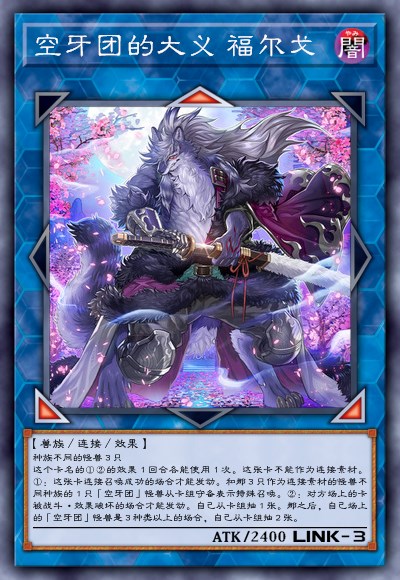 空牙团的大义 福尔戈
やみ
闇
【兽族／连接／效果】
种族不同的怪兽3只
这个卡名的①②的效果1回合各能使用1次。这张卡不能作为连接素材。
①：这张卡连接召唤成功的场合才能发动。和那3只作为连接素材的怪兽不
同种族的1只「空牙团」怪兽从卡组守备表示特殊召唤。②：对方场上的卡
被战斗·效果破坏的场合才能发动。自己从卡组抽1张。那之后，自己场上
的「空牙团」怪兽是3种类以上的场合，自己从卡组抽2张。
ATK/2400 LINK-3